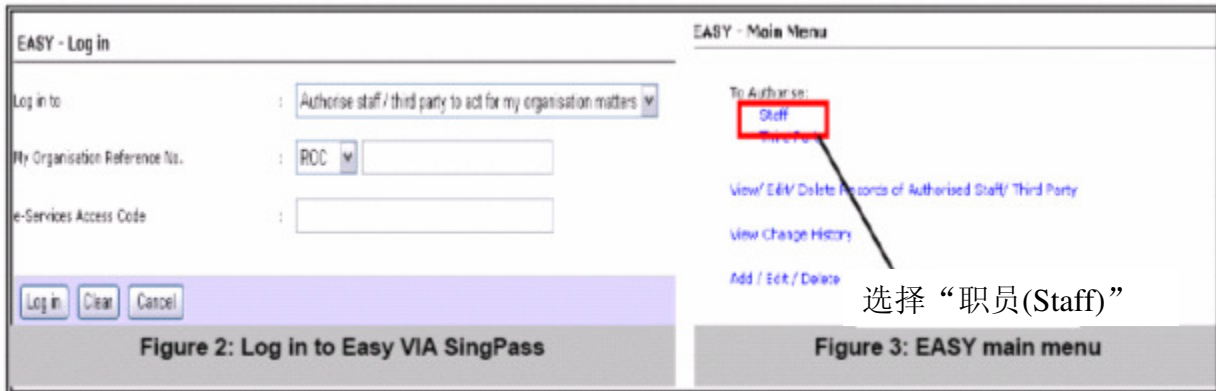 EASY - Log in
Log in to : Authorise staff / third party to act for my organisation matters
My Organisation Reference No. : ROC
e-Services Access Code :
Log in Clear Cancel
Figure 2: Log in to Easy VIA SingPass
EASY - Main Menu
To Authorise:
Staff
Third Party
View/ Edit/ Delete Records of Authorised Staff/ Third Party
View Change History
Add / Edit / Delete
选择“职员(Staff)”
Figure 3: EASY main menu